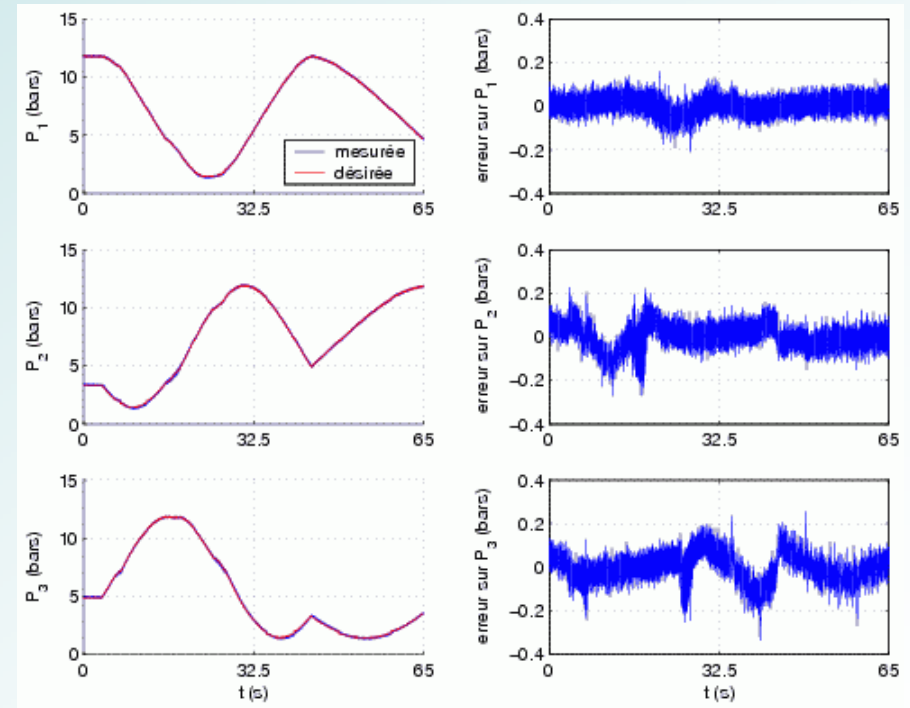 15
10
5
0
P1 (bars)
mesurée
désirée
0 32.5 65
0.4
0.2
0
−0.2
−0.4
erreur sur P1 (bars)
0 32.5 65
15
10
5
0
P2 (bars)
0 32.5 65
0.4
0.2
0
−0.2
−0.4
erreur sur P2 (bars)
0 32.5 65
15
10
5
0
P3 (bars)
0 32.5 65
t (s)
0.4
0.2
0
−0.2
−0.4
erreur sur P3 (bars)
0 32.5 65
t (s)